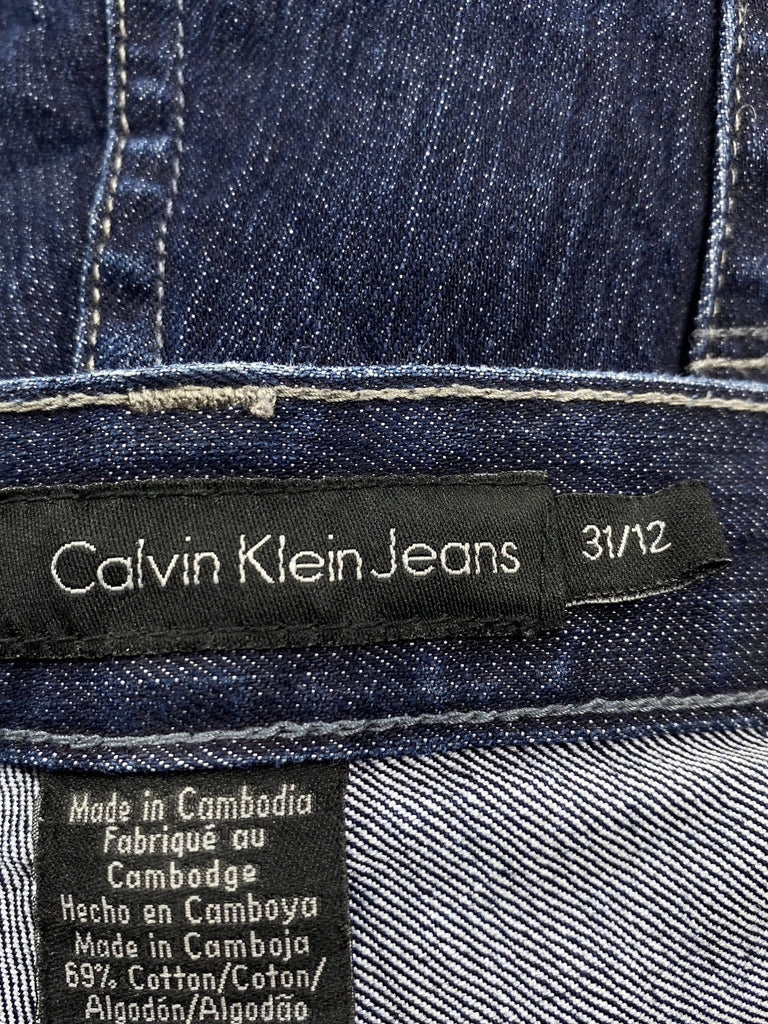 Calvin Klein Jeans
31/12
Made in Cambodia
Fabriqué au
Cambodge
Hecho en Camboya
Made in Camboja
69% Cotton/Coton/
Algodón/Algodão